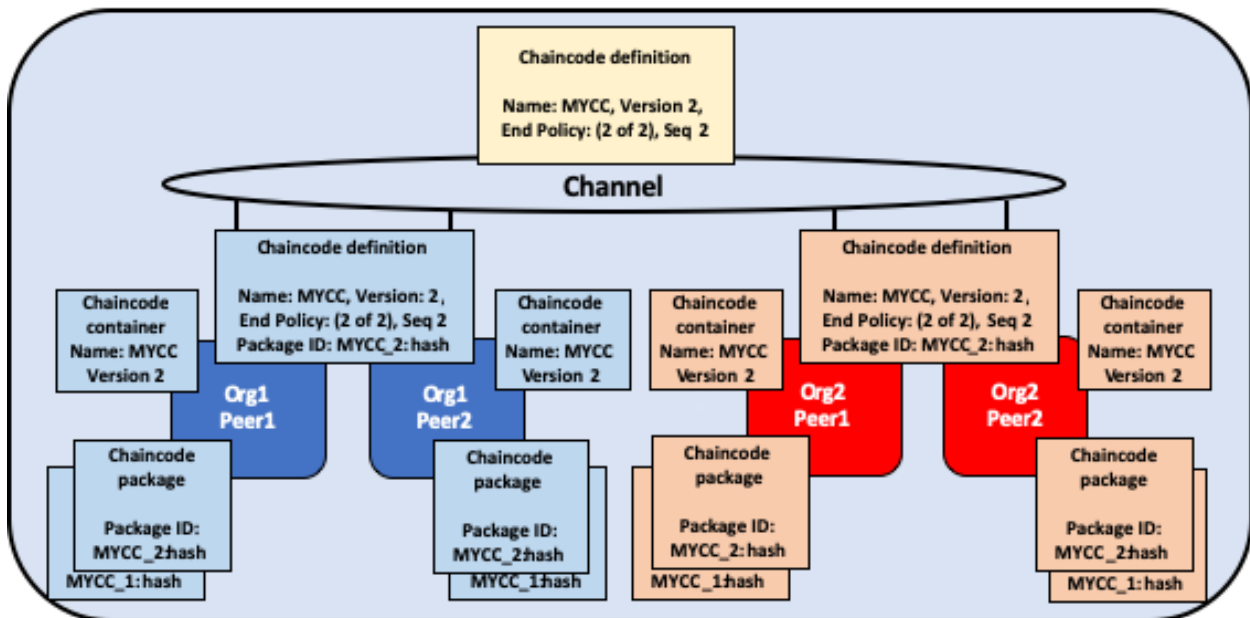 Chaincode definition
Name: MYCC, Version 2,
End Policy: (2 of 2), Seq 2
Channel
Chaincode definition
Name: MYCC, Version: 2,
End Policy: (2 of 2), Seq 2
Package ID: MYCC_2:hash
Chaincode definition
Name: MYCC, Version: 2,
End Policy: (2 of 2), Seq 2
Package ID: MYCC_2:hash
Chaincode
container
Name: MYCC
Version 2
Chaincode
container
Name: MYCC
Version 2
Chaincode
container
Name: MYCC
Version 2
Chaincode
container
Name: MYCC
Version 2
Org1
Peer1
Org1
Peer2
Org2
Peer1
Org2
Peer2
Chaincode
package
Package ID:
MYCC_2:hash
MYCC_1:hash
Chaincode
package
Package ID:
MYCC_2:hash
MYCC_1:hash
Chaincode
package
Package ID:
MYCC_2:hash
MYCC_1:hash
Chaincode
package
Package ID:
MYCC_2:hash
MYCC_1:hash